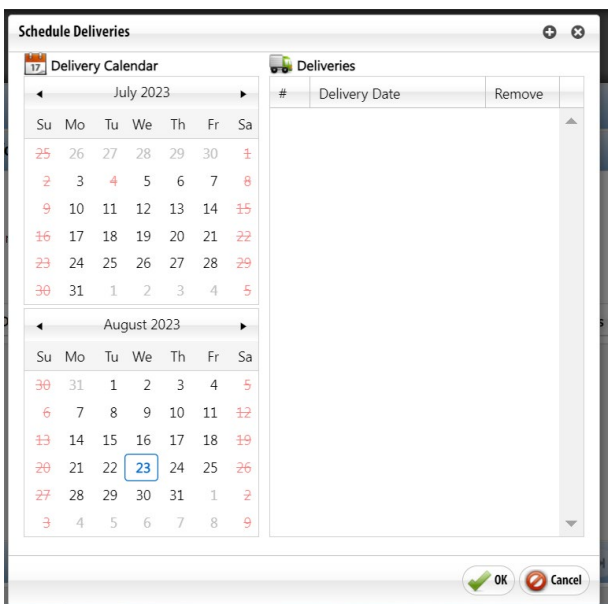 Schedule Deliveries
17 Delivery Calendar
July 2023
Su Mo Tu We Th Fr Sa
25 26 27 28 29 30 1
2 3 4 5 6 7 8
9 10 11 12 13 14 15
16 17 18 19 20 21 22
23 24 25 26 27 28 29
30 31 1 2 3 4 5
August 2023
Su Mo Tu We Th Fr Sa
30 31 1 2 3 4 5
6 7 8 9 10 11 12
13 14 15 16 17 18 19
20 21 22 23 24 25 26
27 28 29 30 31 1 2
3 4 5 6 7 8 9
Deliveries
# Delivery Date Remove
OK Cancel